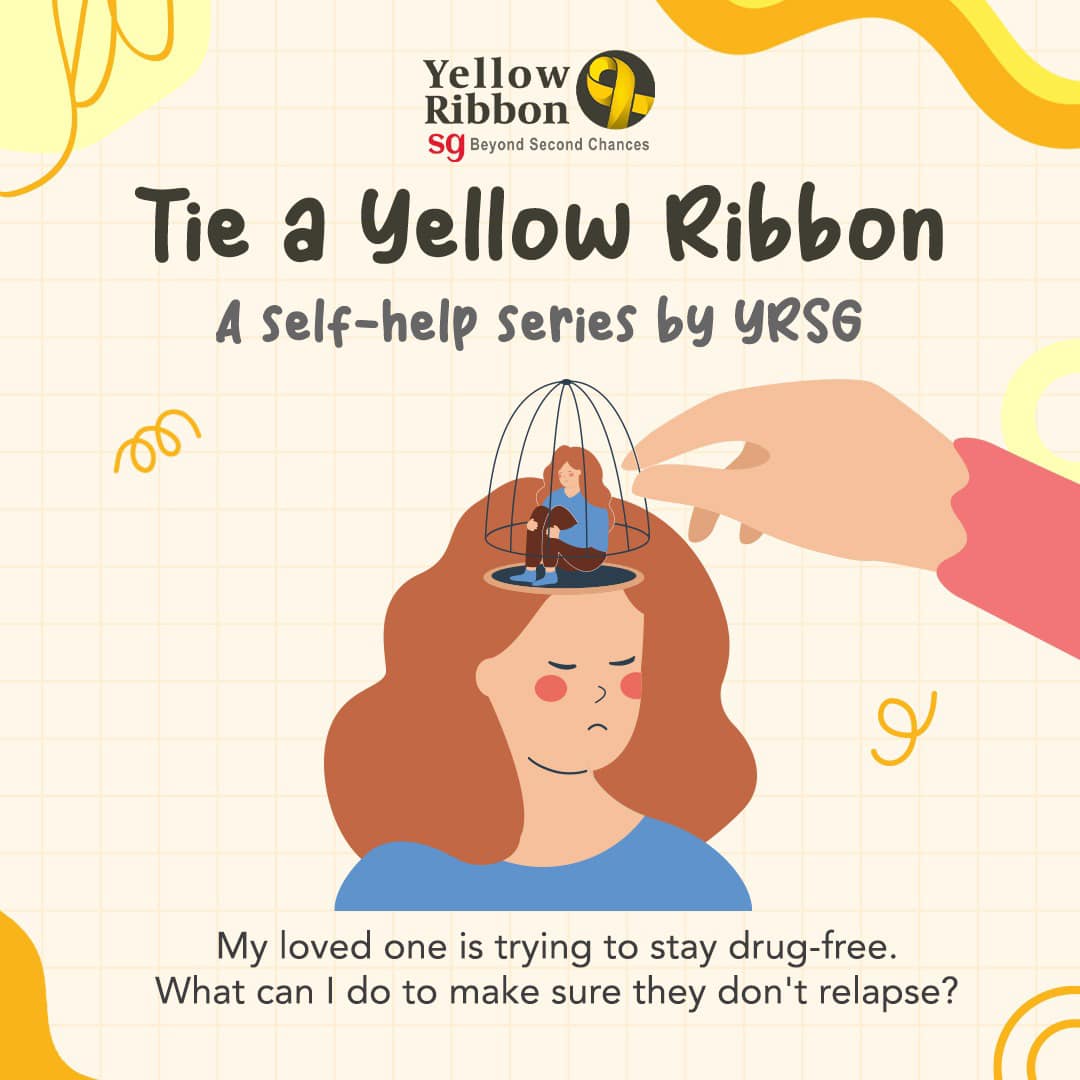 Yellow
Ribbon
sg Beyond Second Chances
Tie a Yellow Ribbon
A self-help series by YRSG
My loved one is trying to stay drug-free.
What can I do to make sure they don't relapse?